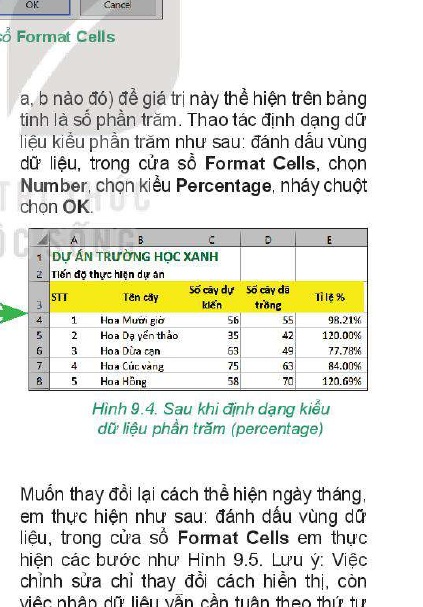 OK Cancel
sổ Format Cells
a, b nào đó) để giá trị này thể hiện trên bảng
tính là số phần trăm. Thao tác định dạng dữ
liệu kiểu phần trăm như sau: đánh dấu vùng
dữ liệu, trong cửa sổ Format Cells, chọn
Number, chọn kiểu Percentage, nháy chuột
chọn OK.
A B C D E
1 DỰ ÁN TRƯỜNG HỌC XANH
2 Tiến độ thực hiện dự án
3 STT Tên cây Số cây dự kiến Số cây đã trồng Tỉ lệ %
4 1 Hoa Mười giờ 56 55 98.21%
5 2 Hoa Dạ yến thảo 35 42 120.00%
6 3 Hoa Dừa cạn 63 49 77.78%
7 4 Hoa Cúc vàng 75 63 84.00%
8 5 Hoa Hồng 58 70 120.69%
Hình 9.4. Sau khi định dạng kiểu
dữ liệu phần trăm (percentage)
Muốn thay đổi lại cách thể hiện ngày tháng,
em thực hiện như sau: đánh dấu vùng dữ
liệu, trong cửa sổ Format Cells em thực
hiện các bước như Hình 9.5. Lưu ý: Việc
chỉnh sửa chỉ thay đổi cách hiển thị, còn
việc nhập dữ liệu vẫn cần tuân theo thứ tự